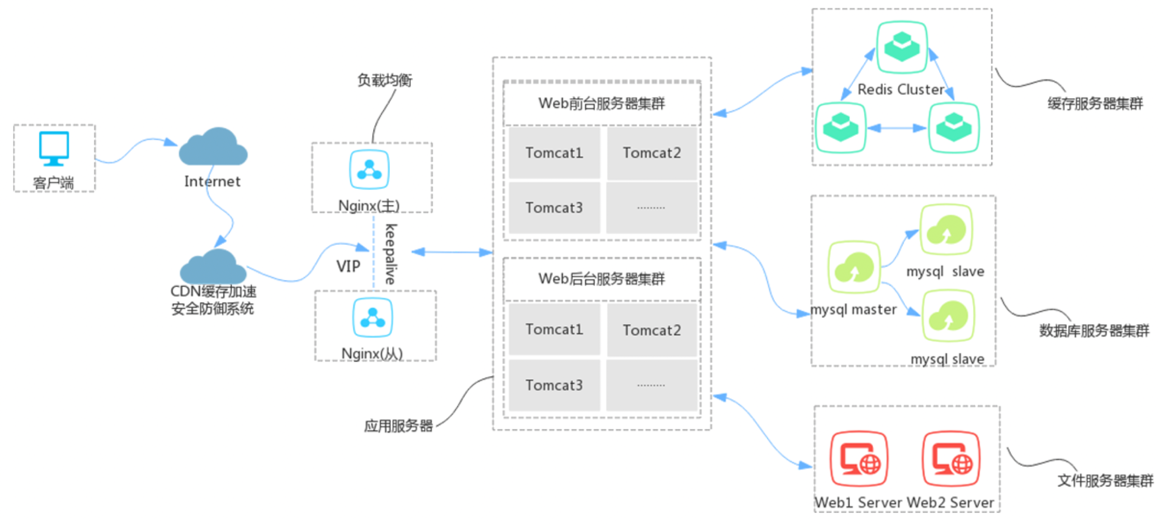 客户端
Internet
CDN缓存加速
安全防御系统
负载均衡
Nginx(主)
VIP
keepalive
Nginx(从)
Web前台服务器集群
Tomcat1
Tomcat2
Tomcat3
.........
Web后台服务器集群
Tomcat1
Tomcat2
Tomcat3
.........
应用服务器
Redis Cluster
缓存服务器集群
mysql slave
mysql master
mysql slave
数据库服务器集群
Web1 Server
Web2 Server
文件服务器集群